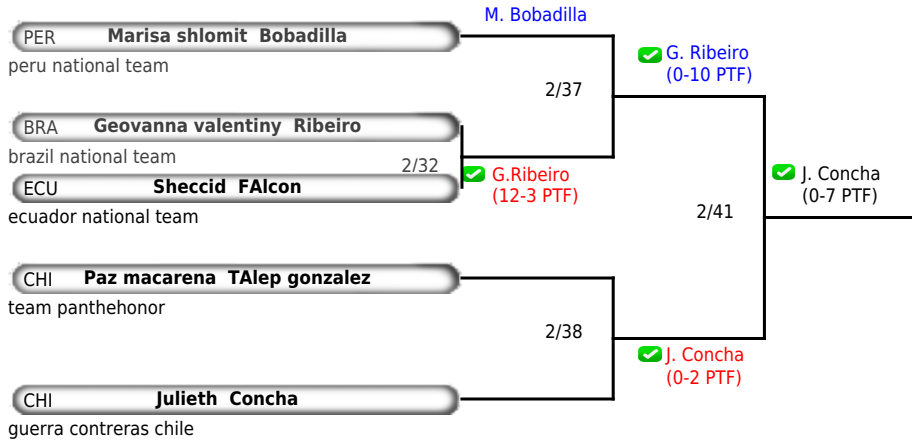 M. Bobadilla
PER Marisa shlomit Bobadilla
peru national team
G. Ribeiro
(0-10 PTF)
2/37
BRA Geovanna valentiny Ribeiro
brazil national team
2/32
G.Ribeiro
(12-3 PTF)
ECU Sheccid FAlcon
ecuador national team
J. Concha
(0-7 PTF)
2/41
CHI Paz macarena TAlep gonzalez
team panthehonor
2/38
J. Concha
(0-2 PTF)
CHI Julieth Concha
guerra contreras chile